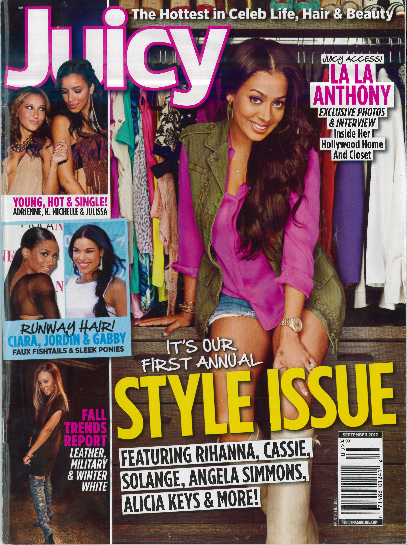 The Hottest in Celeb Life, Hair & Beauty
Juicy
JUICY ACCESS!
LA LA
ANTHONY
EXCLUSIVE PHOTOS
& INTERVIEW
Inside Her
Hollywood Home
And Closet
YOUNG, HOT & SINGLE!
ADRIENNE, N. MICHELLE & JULISSA
RUNWAY HAIR!
CIARA, JORDIN & GABBY
FAUX FISHTAILS & SLEEK PONIES
IT'S OUR
FIRST ANNUAL
STYLE ISSUE
FALL
TRENDS
REPORT
LEATHER,
MILITARY
& WINTER
WHITE
FEATURING RIHANNA, CASSIE,
SOLANGE, ANGELA SIMMONS,
ALICIA KEYS & MORE!
SEPTEMBER 2012